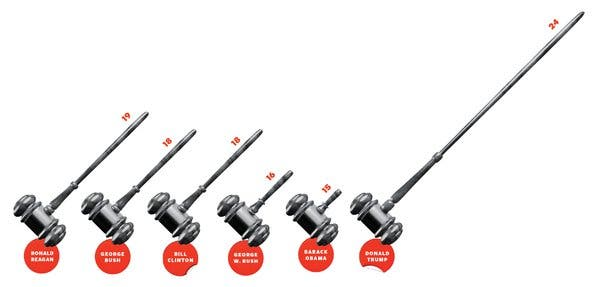 19
18
18
16
15
24
RONALD
REAGAN
GEORGE
BUSH
BILL
CLINTON
GEORGE
W. BUSH
BARACK
OBAMA
DONALD
TRUMP